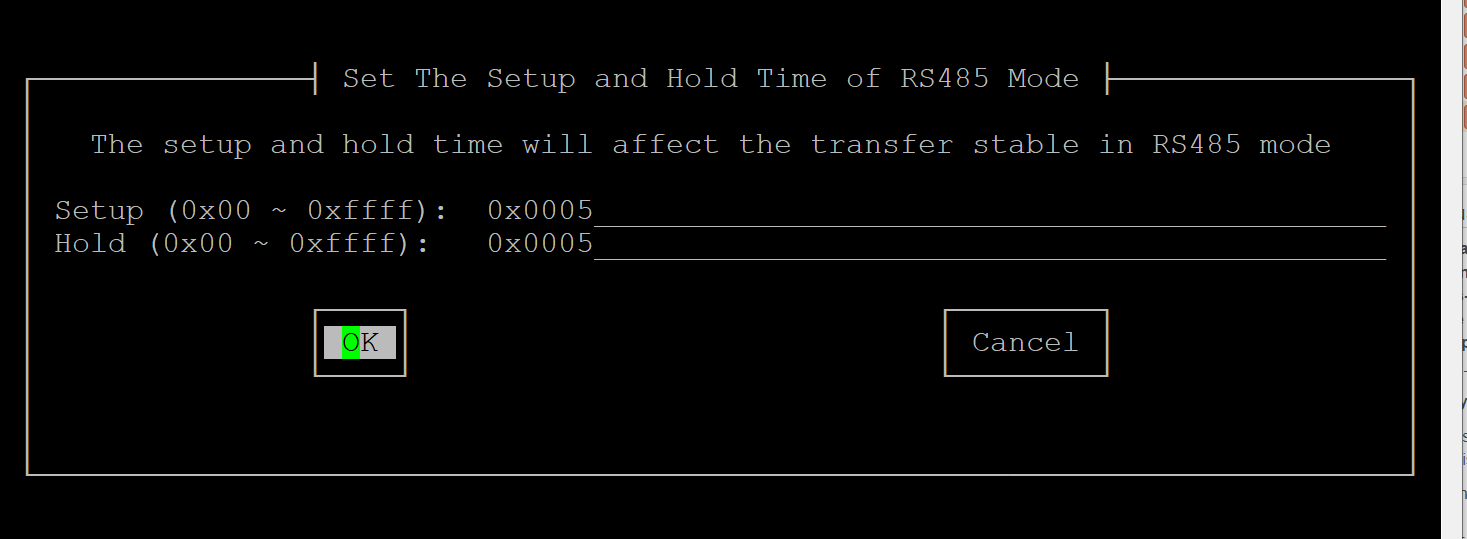 Set The Setup and Hold Time of RS485 Mode
The setup and hold time will affect the transfer stable in RS485 mode
Setup (0x00 ~ 0xffff): 0x0005
Hold (0x00 ~ 0xffff): 0x0005
OK Cancel